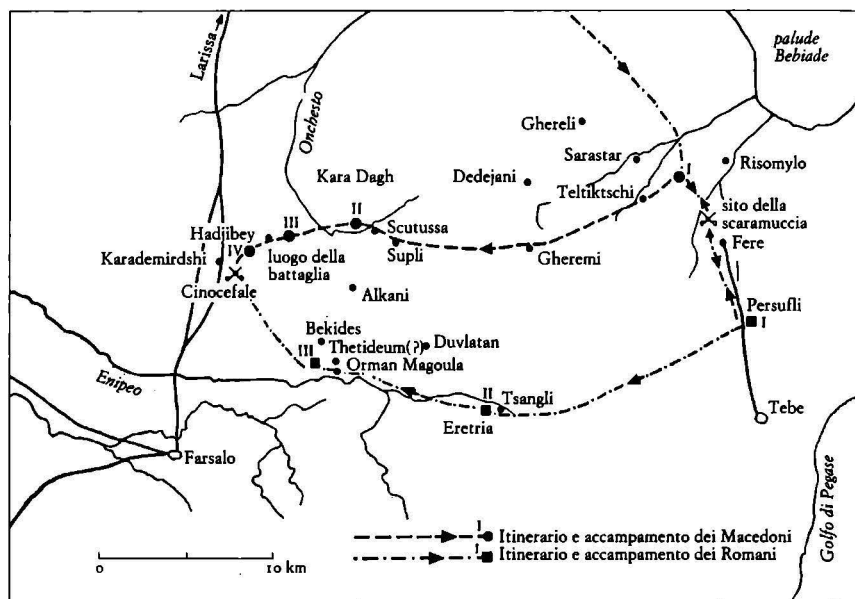 Larissa
palude
Bebiade
Onchesto
Ghereli
Sarastar
Risomylo
I
Dedejani
Teltiktschi
Kara Dagh
sito della
scaramuccia
II
Scutussa
Hadjibey
III
IV
Supli
Fere
Karademirdshi
luogo della
battaglia
Gheremi
Cinocefale
Alkani
Persufli
I
Bekides
Duvlatan
Thetideum(?)
III
Orman Magoula
Enipeo
II
Tsangli
Eretria
Tebe
Farsalo
Golfo di Pegase
I
Itinerario e accampamento dei Macedoni
I
Itinerario e accampamento dei Romani
0 10 km